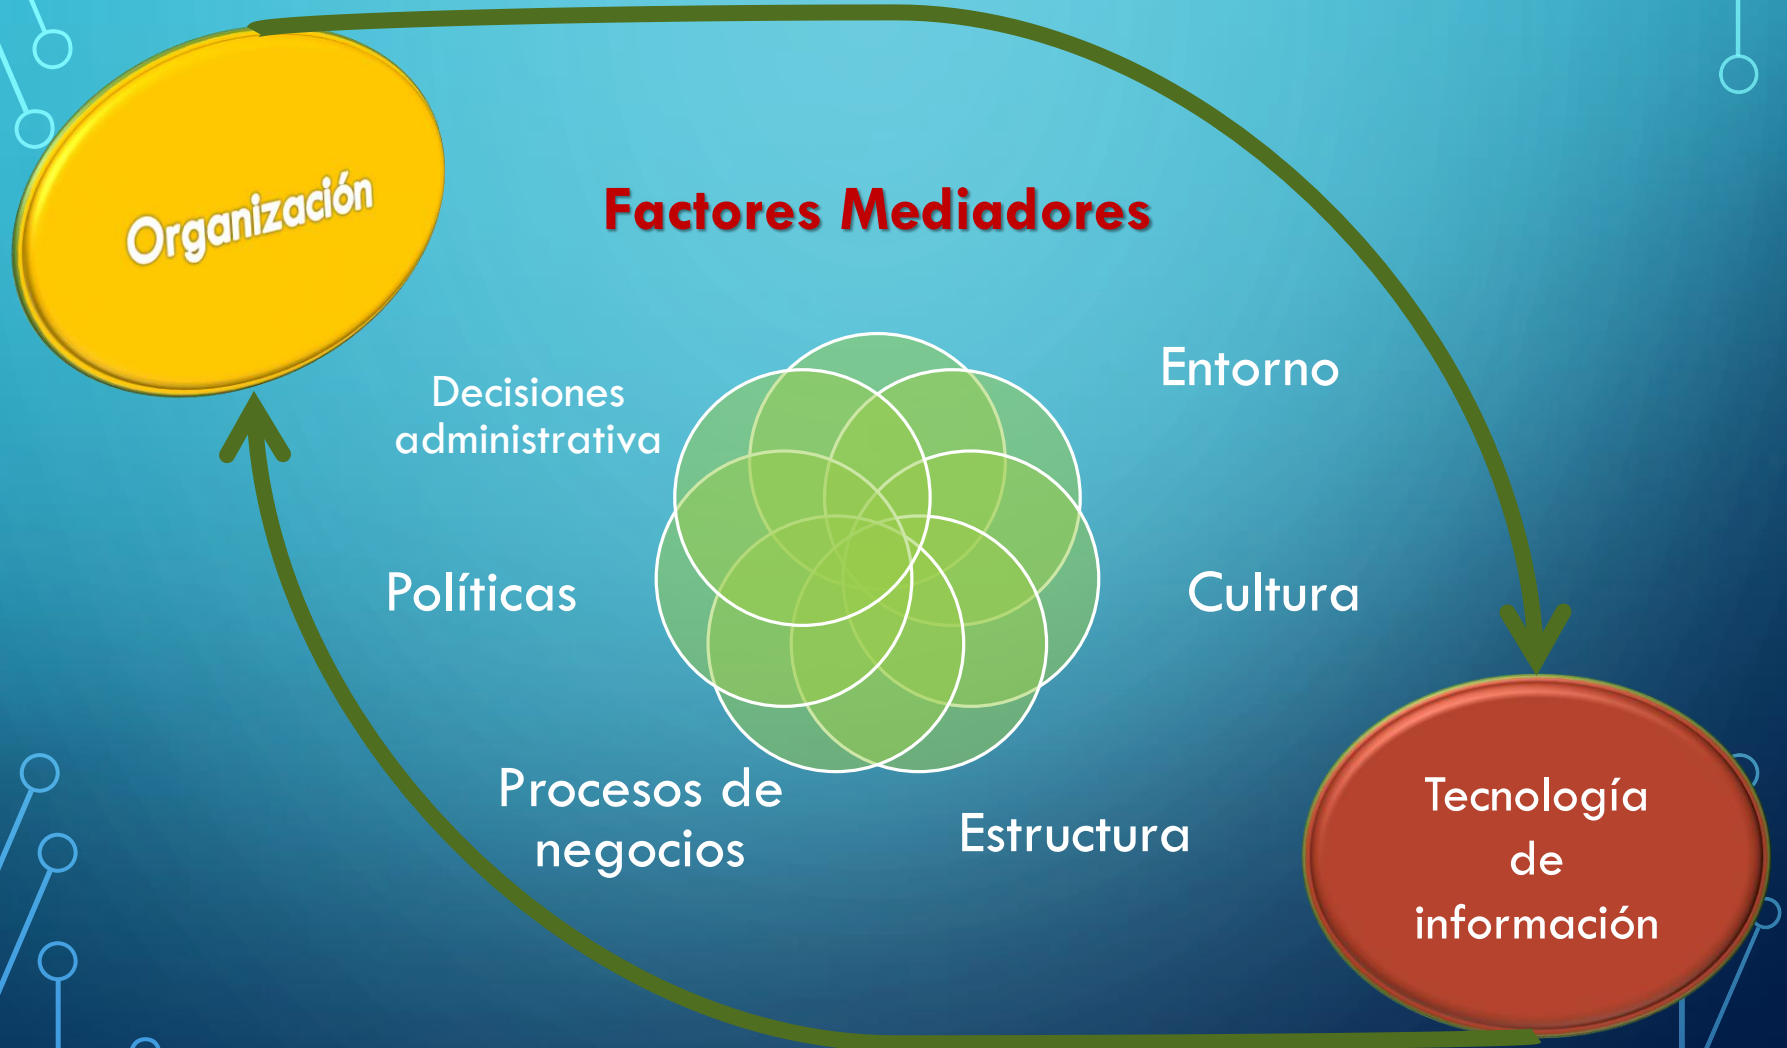 Organización
Factores Mediadores
Entorno
Decisiones
administrativa
Políticas
Cultura
Procesos de
negocios
Estructura
Tecnología
de
información